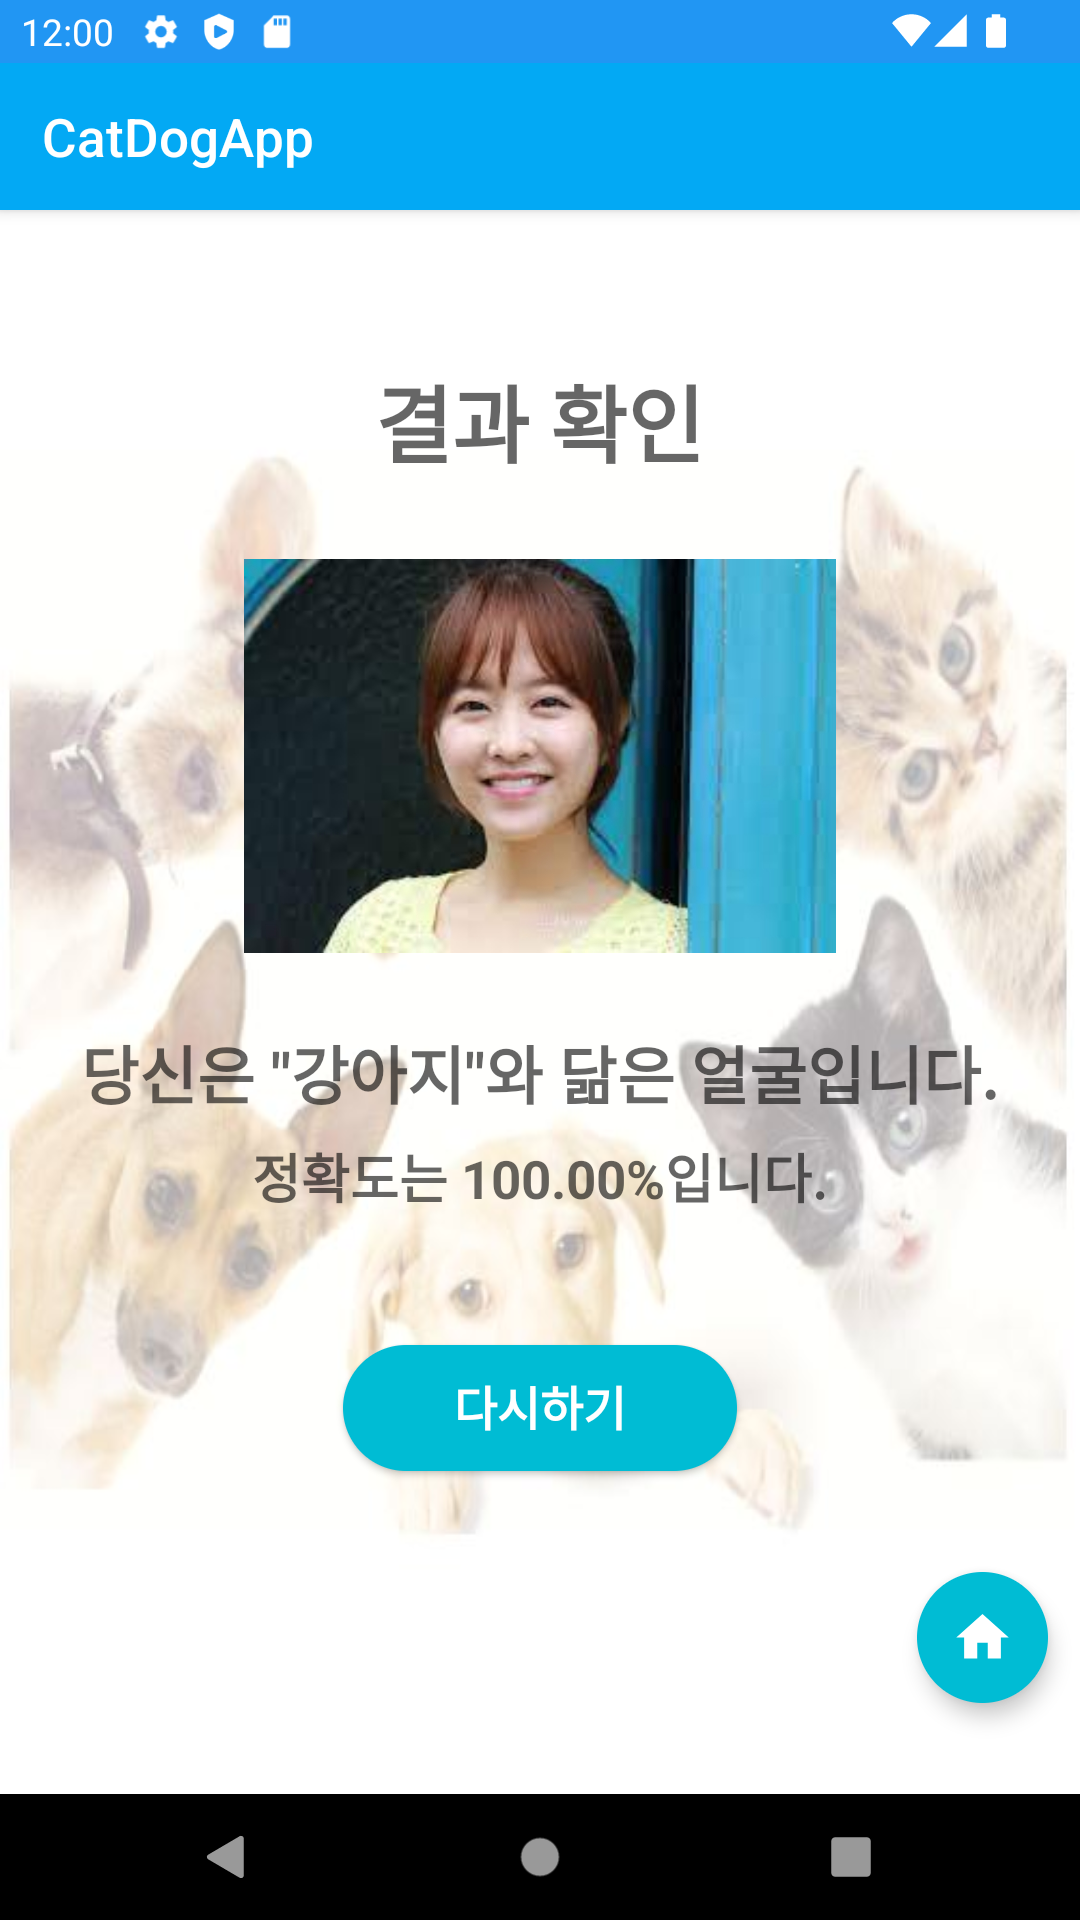 12:00
CatDogApp
결과 확인
당신은 "강아지"와 닮은 얼굴입니다.
정확도는 100.00%입니다.
다시하기